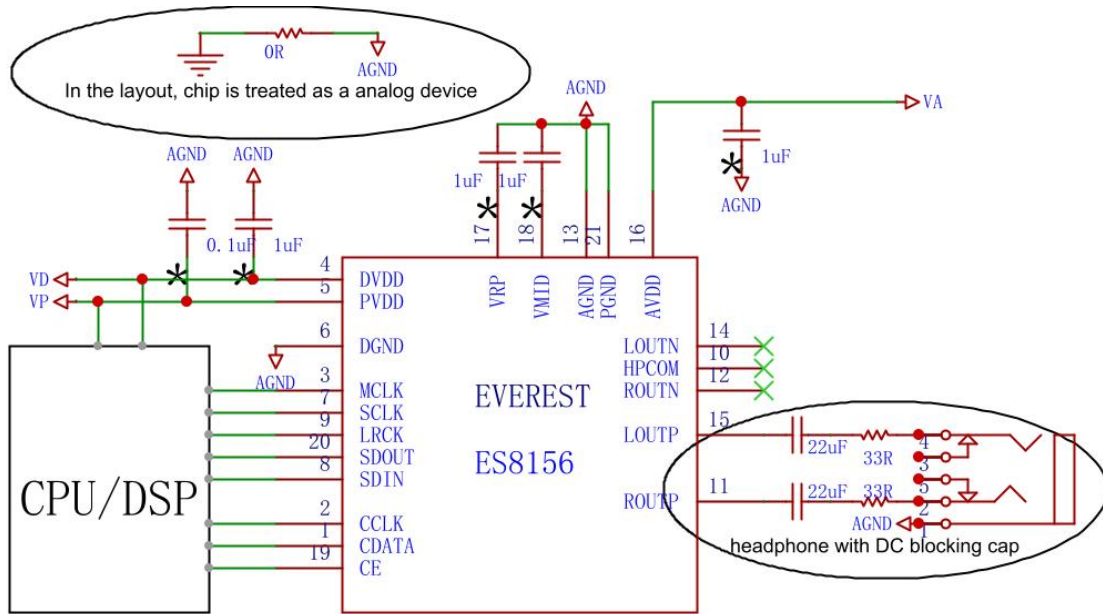 0R
AGND
In the layout, chip is treated as a analog device
AGND
AGND AGND
VA
1uF 1uF * 1uF
* *
AGND
0.1uF 1uF
* *
17 18 13 21 16
VD 4 DVDD
VP 5 PVDD
VRP VMID AGND PGND AVDD
6 DGND
AGND
3 MCLK
7 SCLK
9 LRCK
20 SDOUT
8 SDIN
2 CCLK
1 CDATA
19 CE
CPU/DSP
EVEREST
ES8156
LOUTN 14
HPCOM 10
ROUTN 12
LOUTP 15
22uF 33R 4
3
ROUTP 11
22uF 33R 5
2
AGND 1
headphone with DC blocking cap